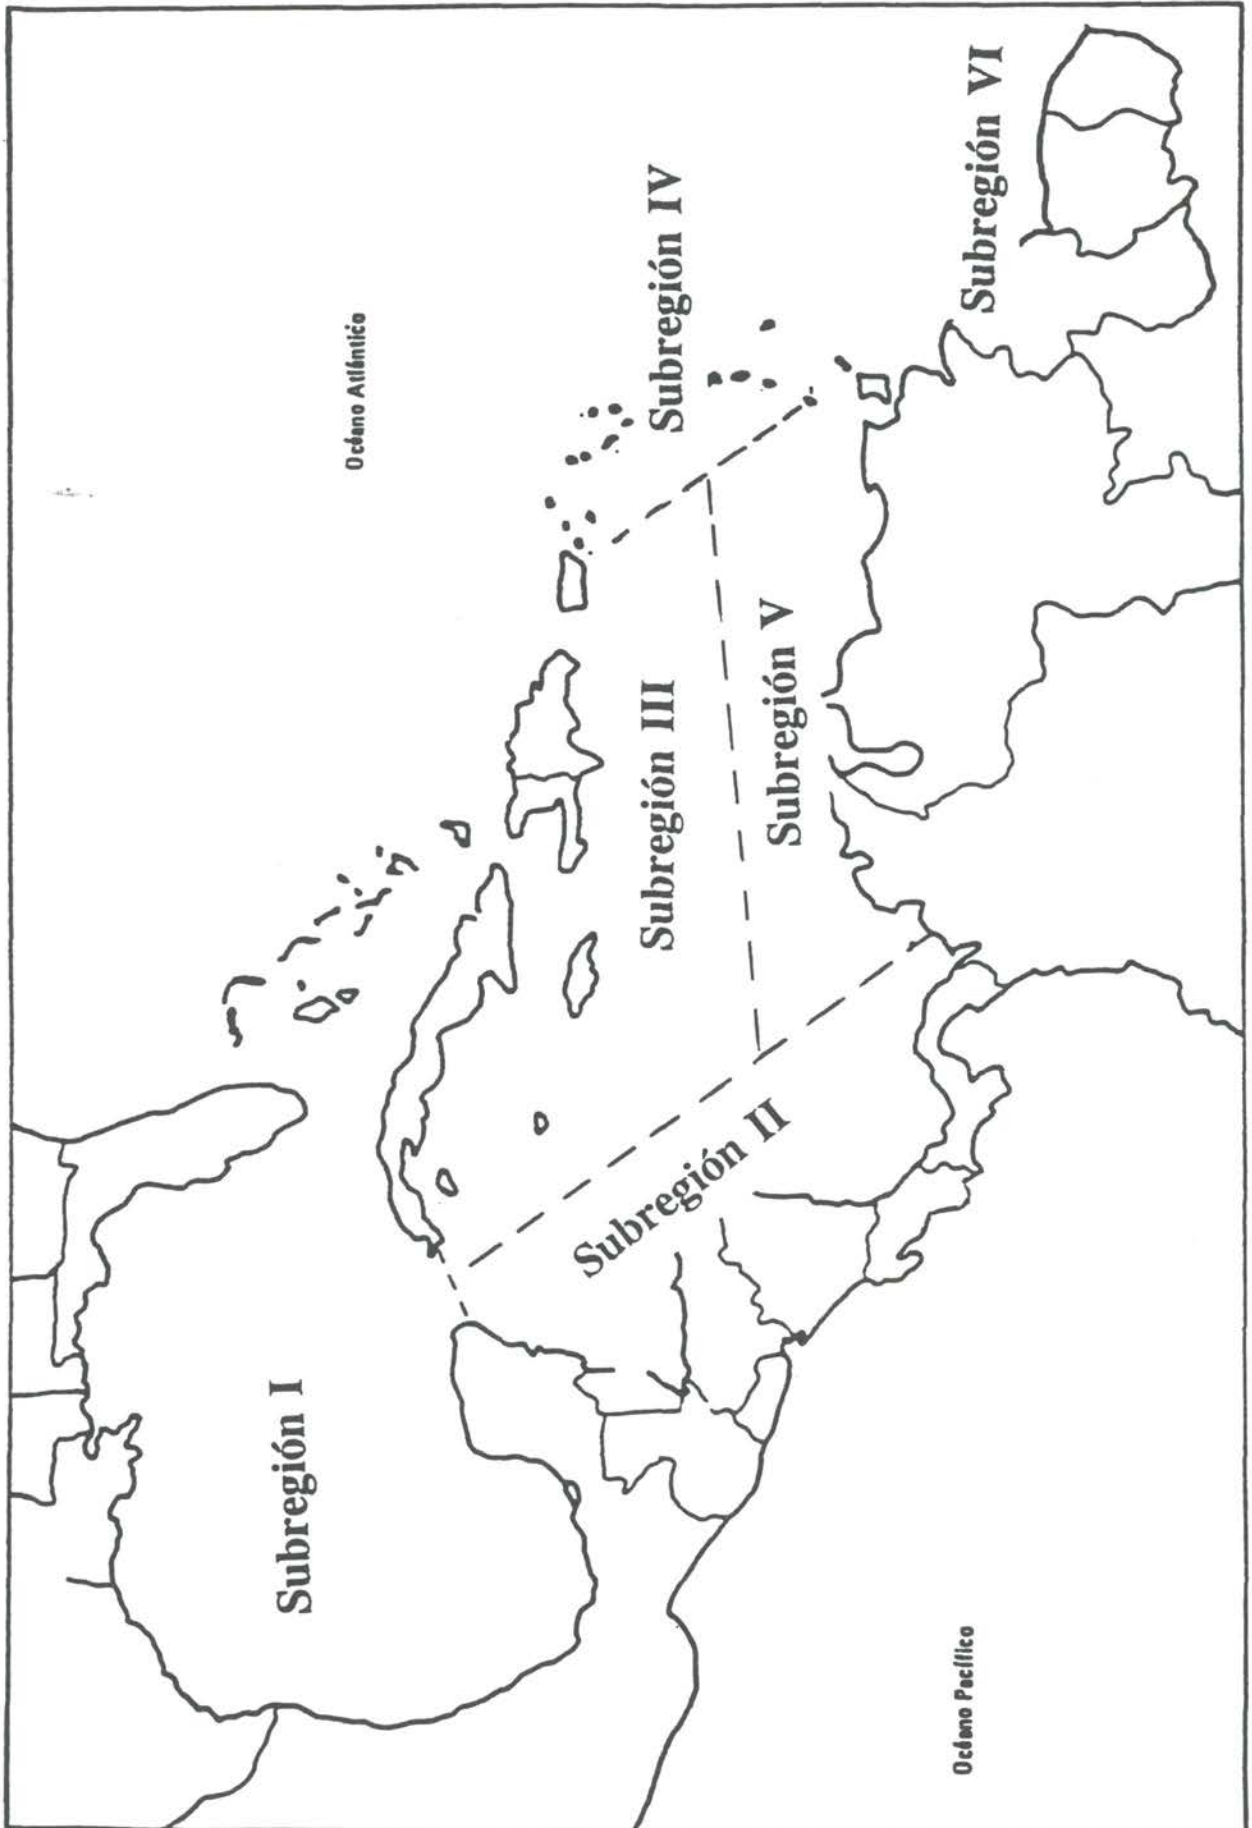 Océano Atlántico
Subregión I
Subregión II
Subregión III
Subregión IV
Subregión V
Subregión VI
Océano Pacífico